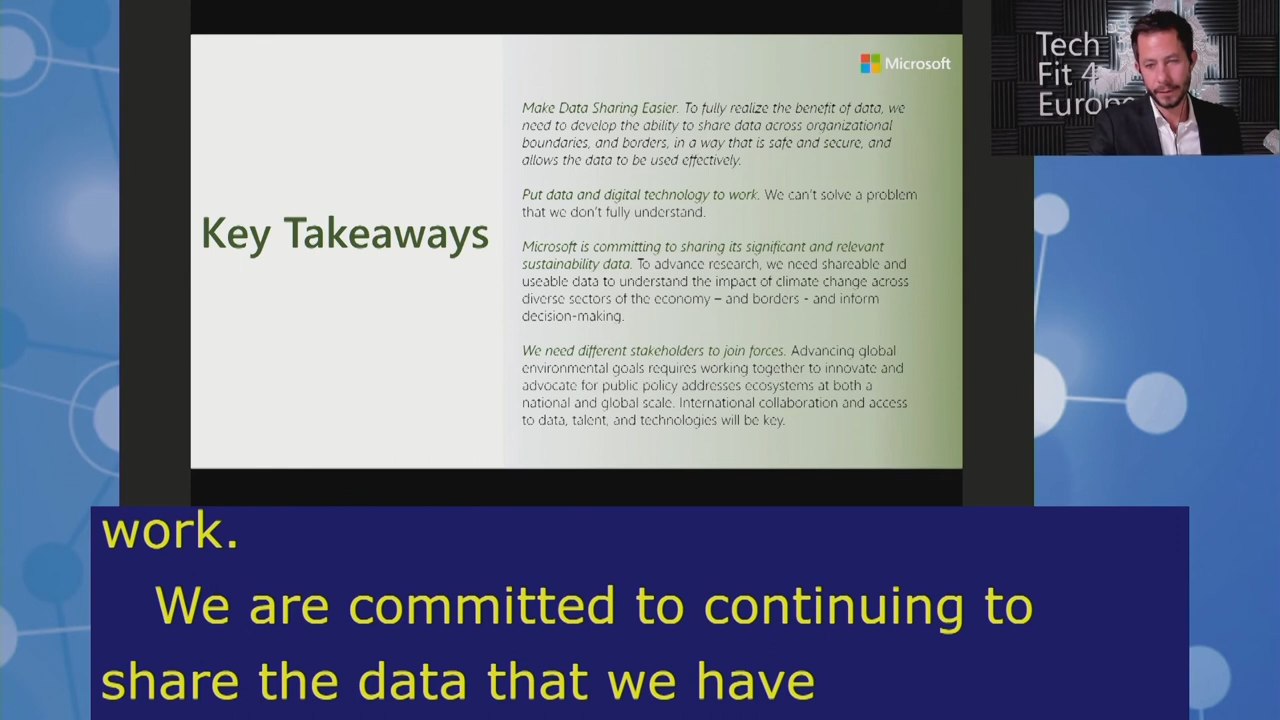 Microsoft
Key Takeaways
Make Data Sharing Easier. To fully realize the benefit of data, we
need to develop the ability to share data across organizational
boundaries, and borders, in a way that is safe and secure, and
allows the data to be used effectively.
Put data and digital technology to work. We can't solve a problem
that we don't fully understand.
Microsoft is committing to sharing its significant and relevant
sustainability data. To advance research, we need shareable and
useable data to understand the impact of climate change across
diverse sectors of the economy – and borders - and inform
decision-making.
We need different stakeholders to join forces. Advancing global
environmental goals requires working together to innovate and
advocate for public policy addresses ecosystems at both a
national and global scale. International collaboration and access
to data, talent, and technologies will be key.
Tech
Fit 4
Europe
work.
We are committed to continuing to
share the data that we have